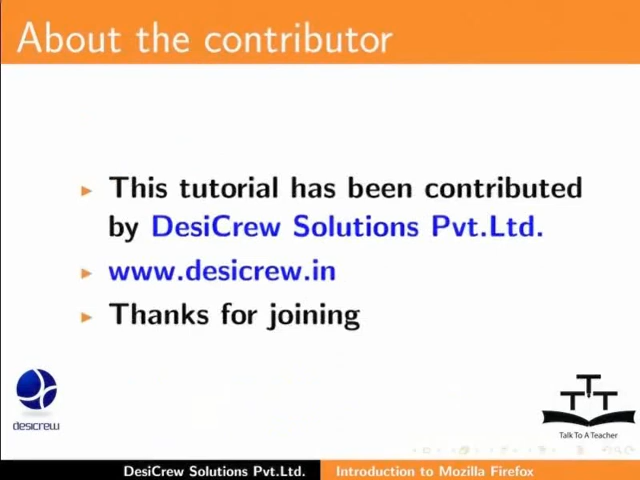 About the contributor
This tutorial has been contributed
by DesiCrew Solutions Pvt.Ltd.
www.desicrew.in
Thanks for joining
desicrew
T T T
Talk To A Teacher
DesiCrew Solutions Pvt.Ltd.
Introduction to Mozilla Firefox